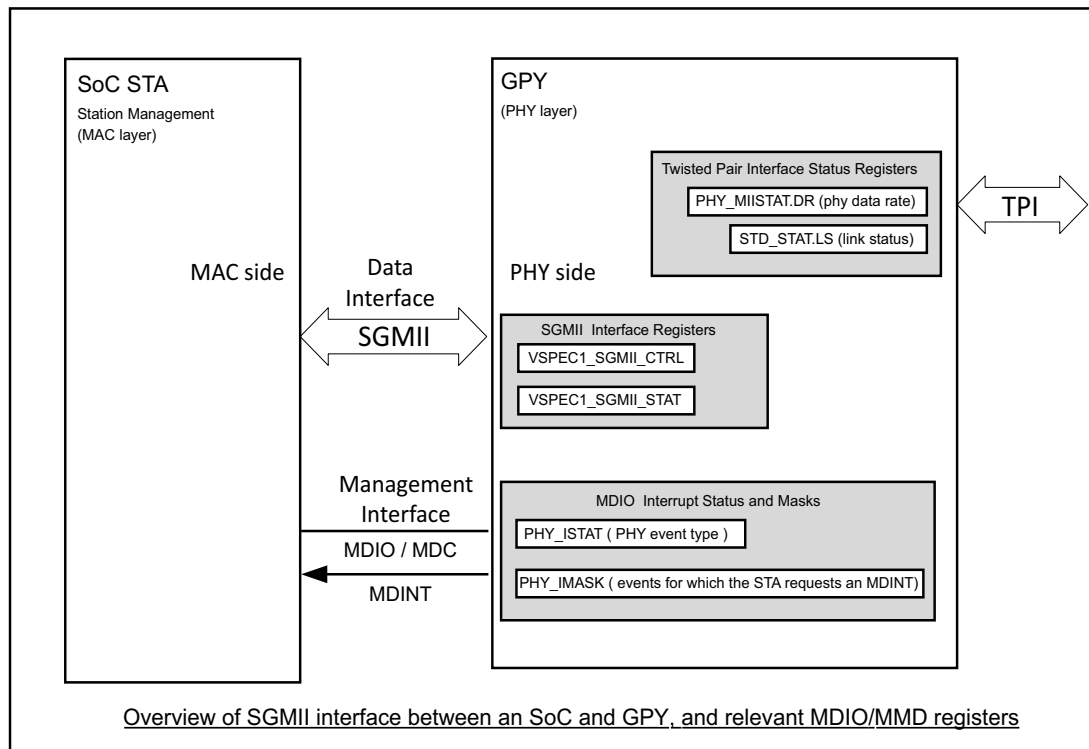 SoC STA
Station Management
(MAC layer)
MAC side
Data
Interface
SGMII
Management
Interface
MDIO / MDC
MDINT
GPY
(PHY layer)
Twisted Pair Interface Status Registers
PHY_MIISTAT.DR (phy data rate)
STD_STAT.LS (link status)
TPI
PHY side
SGMII Interface Registers
VSPEC1_SGMII_CTRL
VSPEC1_SGMII_STAT
MDIO Interrupt Status and Masks
PHY_ISTAT ( PHY event type )
PHY_IMASK ( events for which the STA requests an MDINT)
Overview of SGMII interface between an SoC and GPY, and relevant MDIO/MMD registers